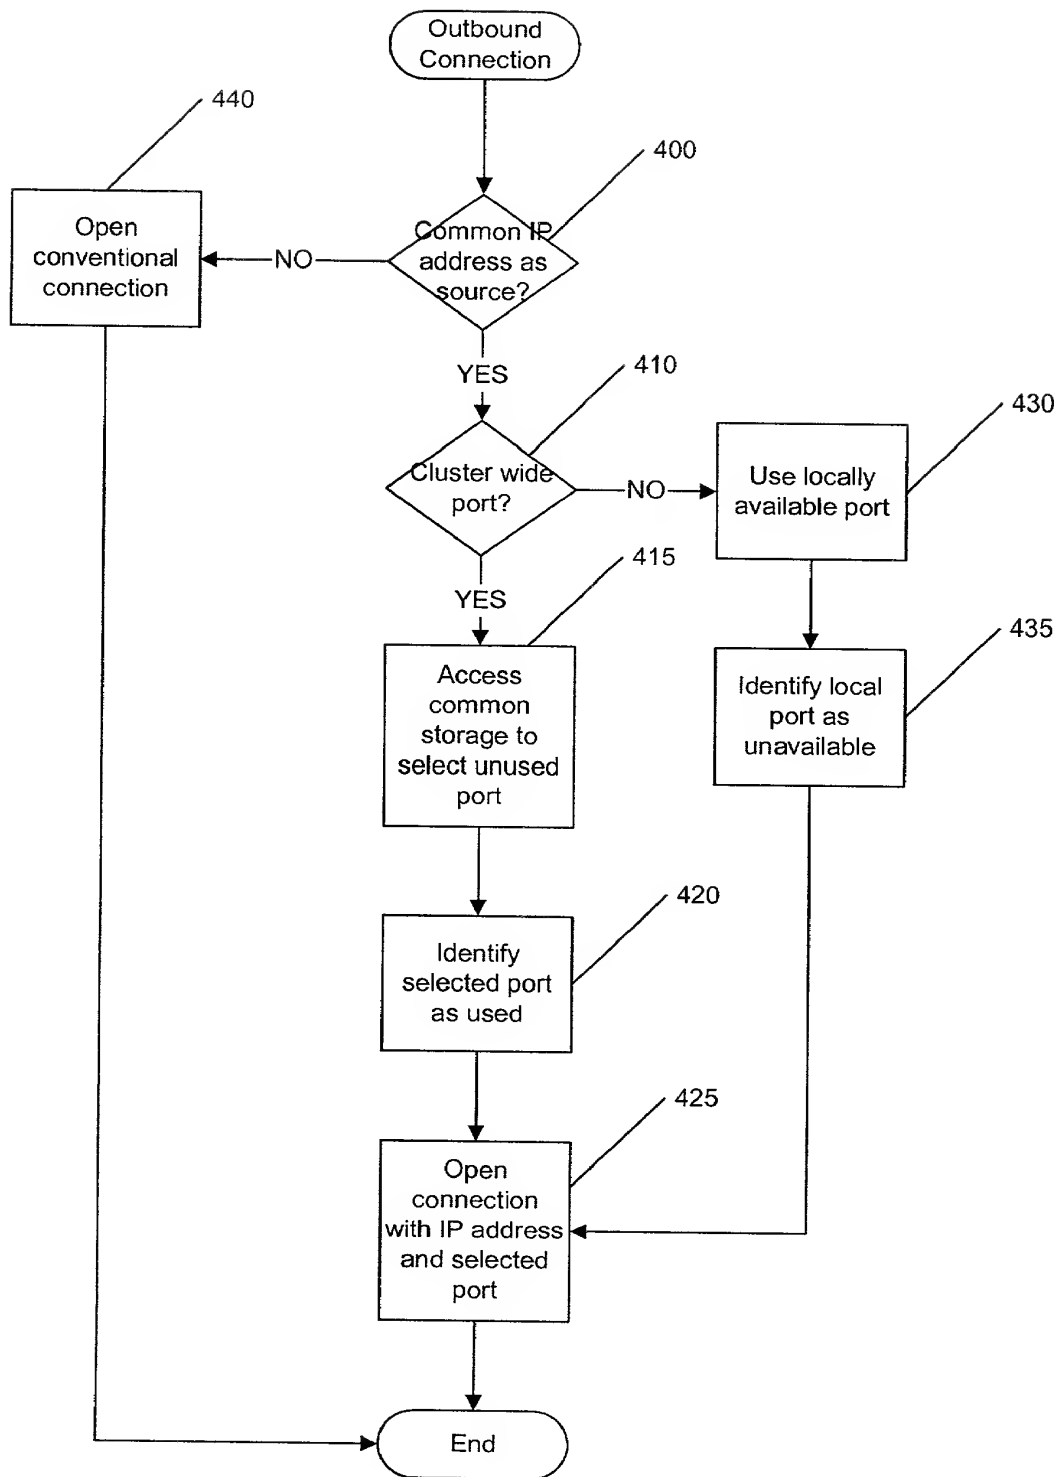 Outbound
Connection
440
400
Open
conventional
connection
NO
Common IP
address as
source?
YES
410
430
Cluster wide
port?
NO
Use locally
available port
YES
415
435
Access
common
storage to
select unused
port
Identify local
port as
unavailable
420
Identify
selected port
as used
425
Open
connection
with IP address
and selected
port
End